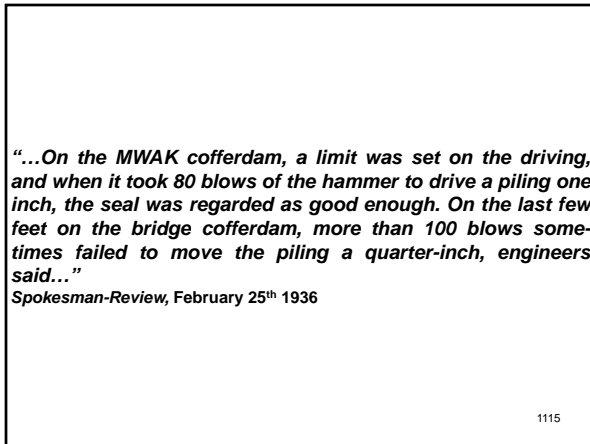 “…On the MWAK cofferdam, a limit was set on the driving,
and when it took 80 blows of the hammer to drive a piling one
inch, the seal was regarded as good enough. On the last few
feet on the bridge cofferdam, more than 100 blows some-
times failed to move the piling a quarter-inch, engineers
said…”
Spokesman-Review, February 25th 1936
1115